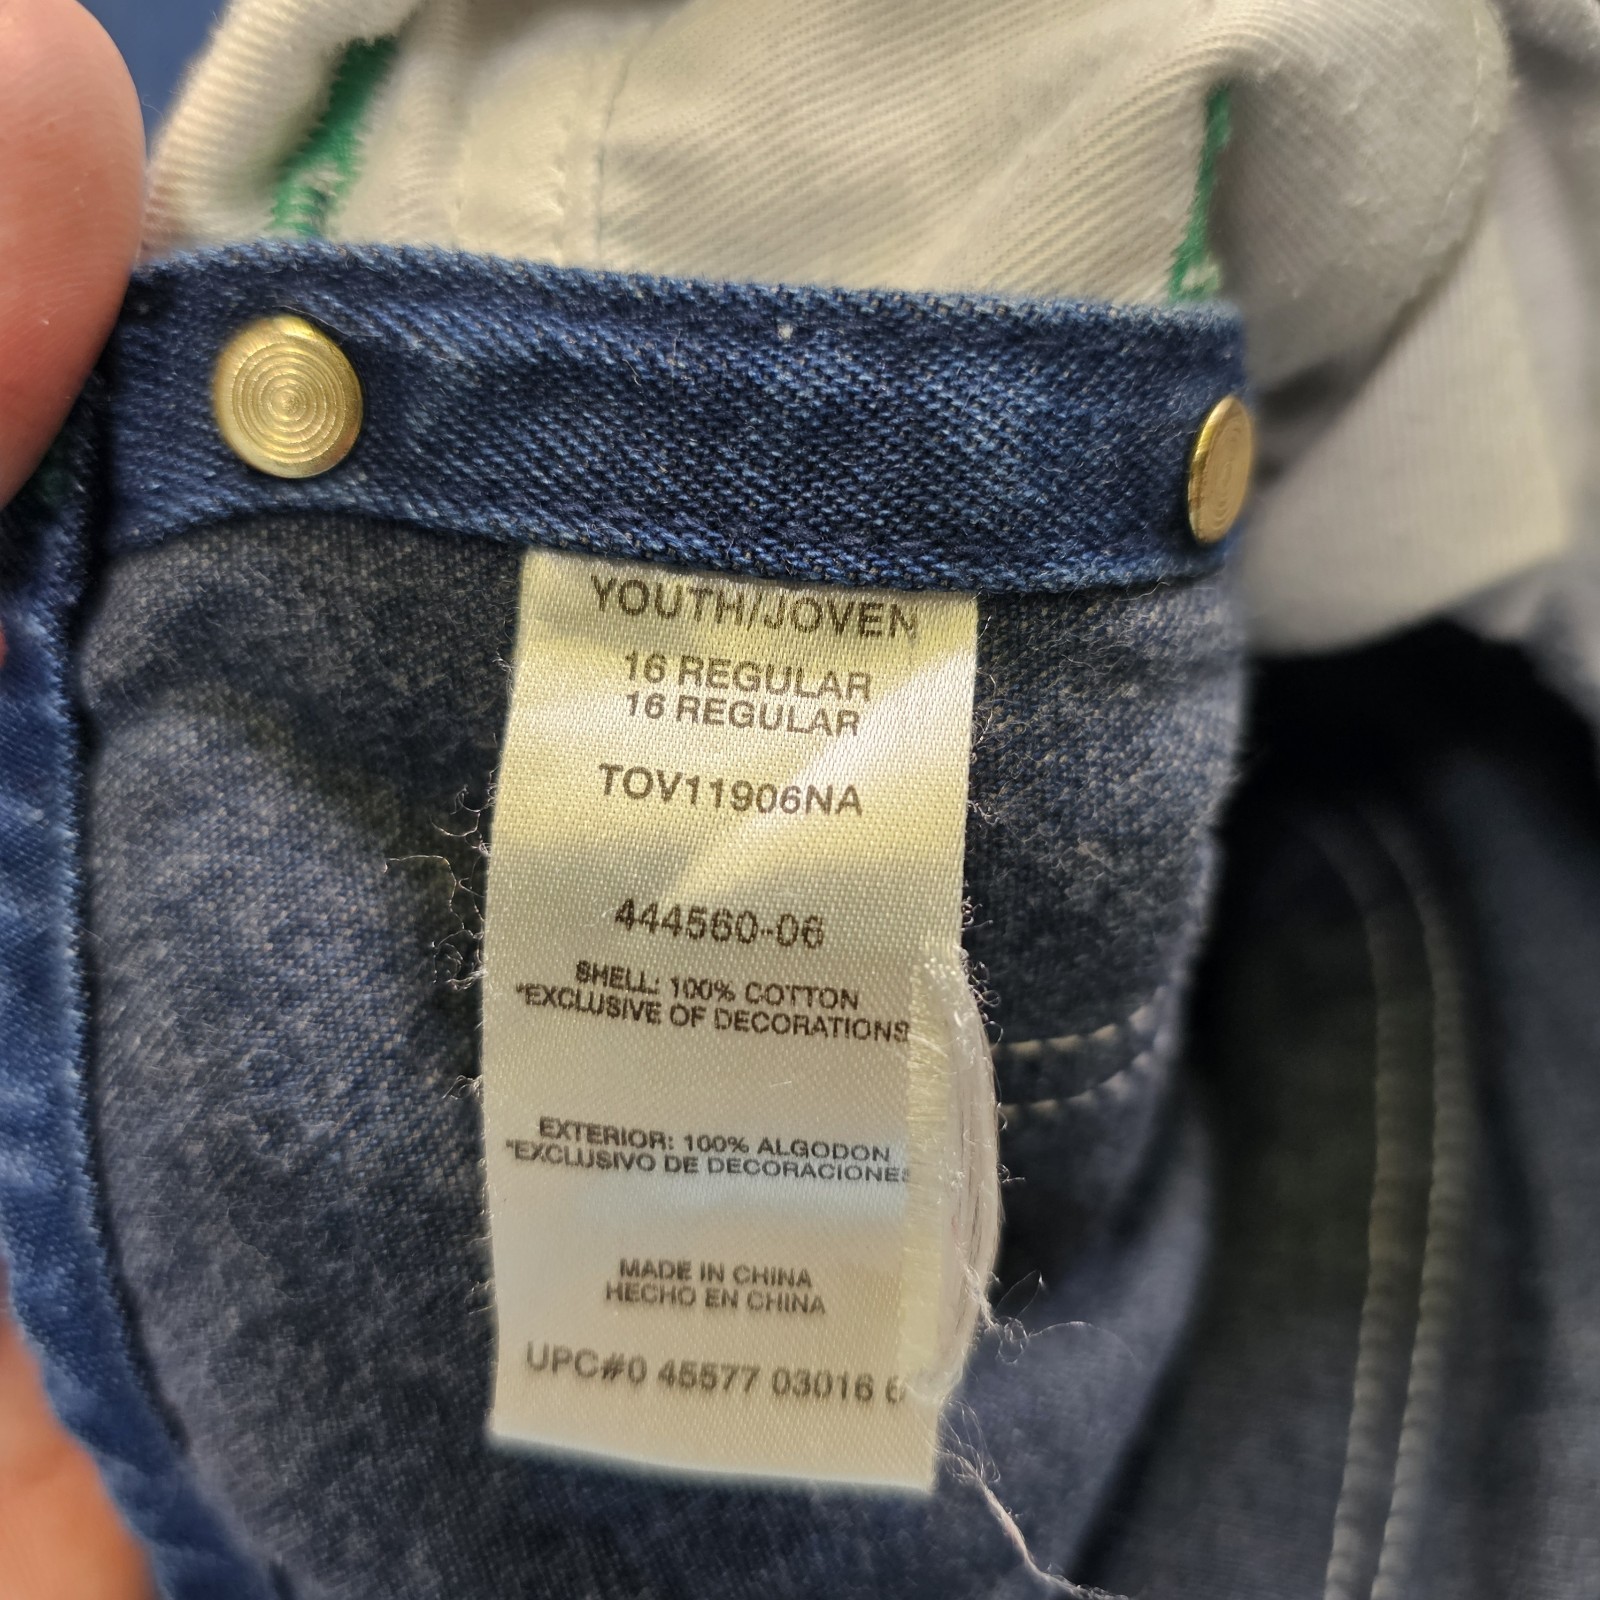 YOUTH/JOVEN
16 REGULAR
16 REGULAR
TOV11906NA
444560-06
SHELL: 100% COTTON
*EXCLUSIVE OF DECORATIONS
EXTERIOR: 100% ALGODON
*EXCLUSIVO DE DECORACIONES
MADE IN CHINA
HECHO EN CHINA
UPC#0 45577 03016 6